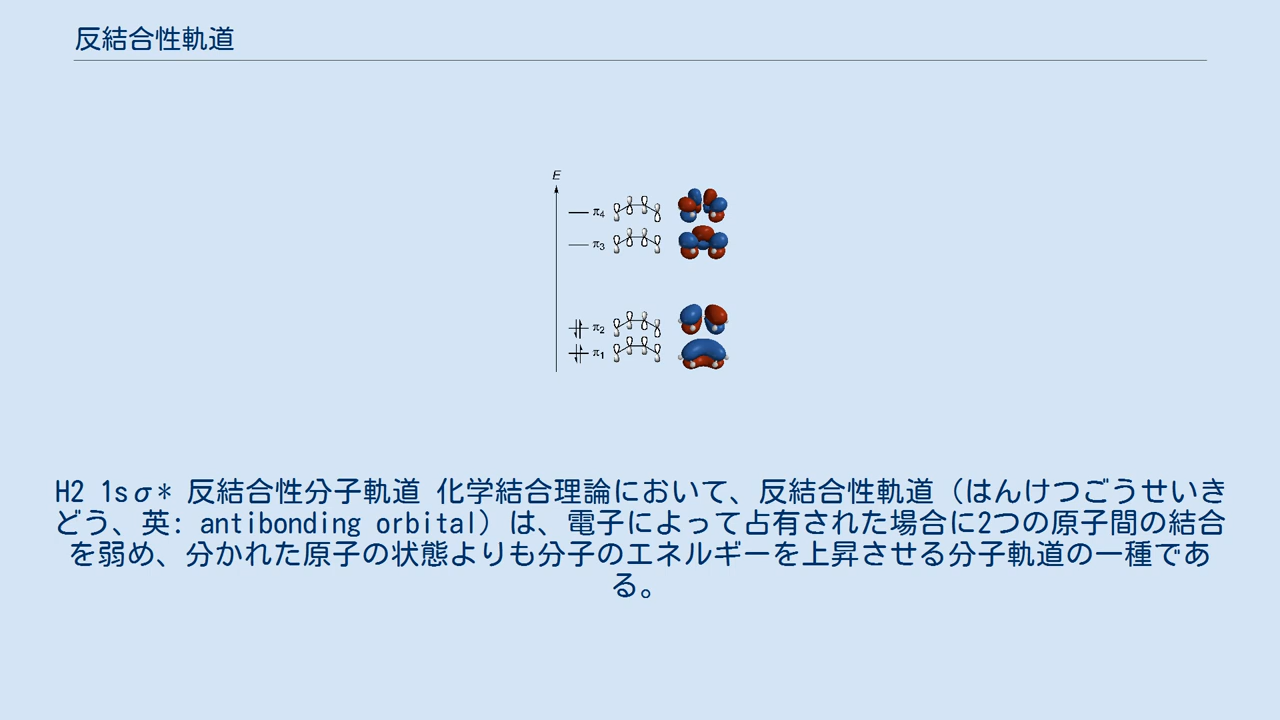 反結合性軌道
E
π4
π3
π2
π1
H2 1sσ* 反結合性分子軌道 化学結合理論において、反結合性軌道（はんけつごうせいき
どう、英: antibonding orbital）は、電子によって占有された場合に2つの原子間の結合
を弱め、分かれた原子の状態よりも分子のエネルギーを上昇させる分子軌道の一種であ
る。